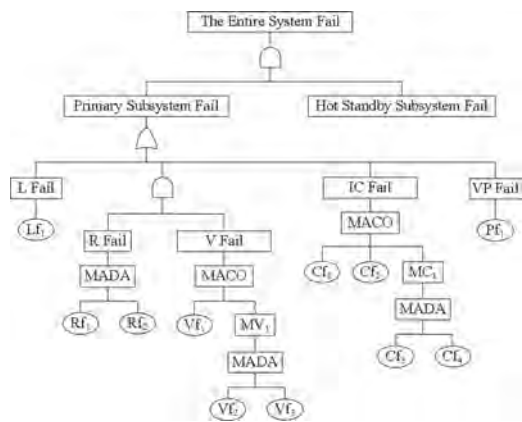 The Entire System Fail
Primary Subsystem Fail
Hot Standby Subsystem Fail
L Fail
IC Fail
VP Fail
Lf₁
R Fail
V Fail
MACO
Pf₁
MADA
MACO
Cf₁
Cf₂
MC₁
Rf₁
Rf₂
Vf₁
MV₁
MADA
MADA
Cf₃
Cf₄
Vf₂
Vf₃